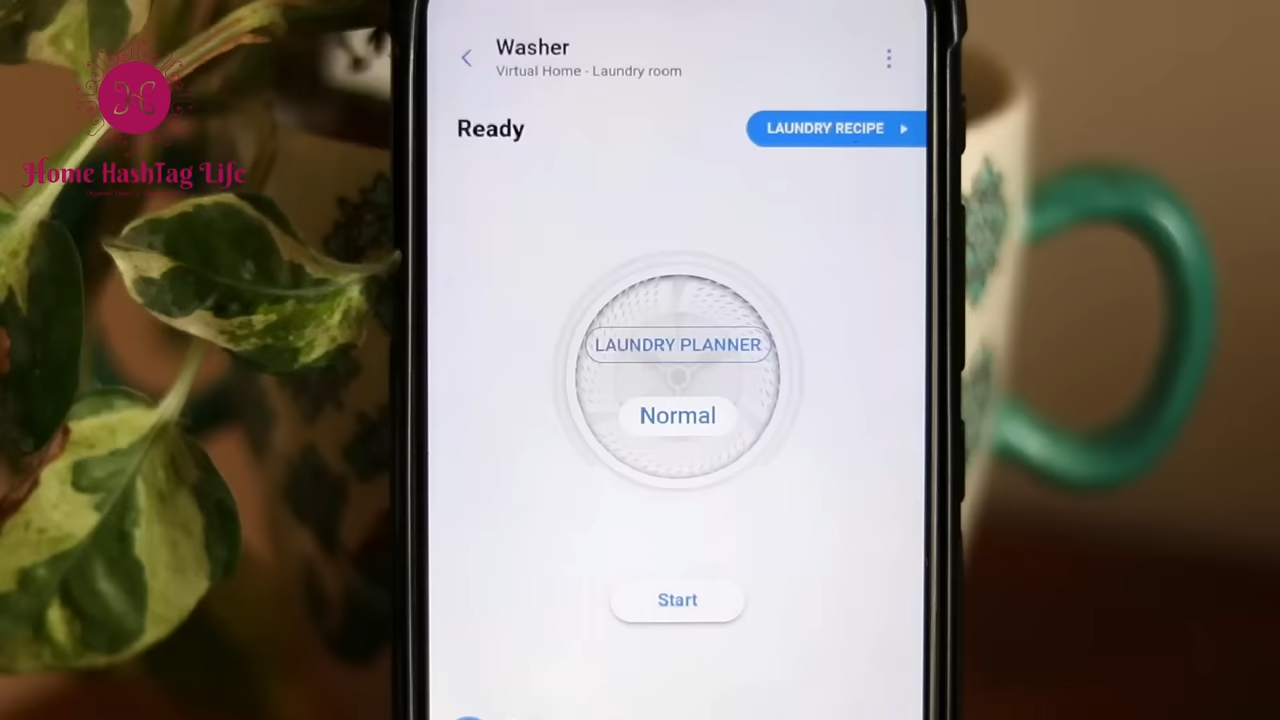 Washer
Virtual Home - Laundry room
Ready
LAUNDRY RECIPE
LAUNDRY PLANNER
Normal
Start
Home HashTag Life